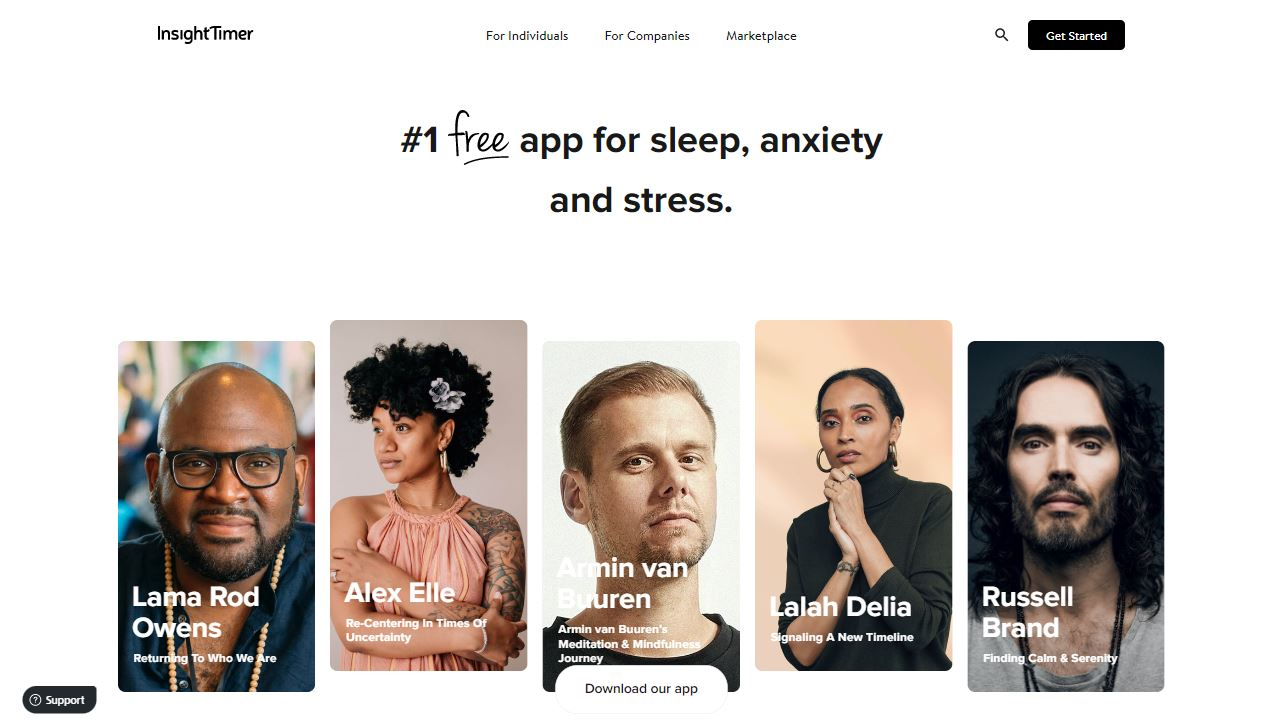 InsightTimer
For Individuals
For Companies
Marketplace
Get Started
#1 free app for sleep, anxiety
and stress.
Lama Rod
Owens
Returning To Who We Are
Alex Elle
Re-Centering In Times Of
Uncertainty
Armin van
Buuren
Armin van Buuren's
Meditation & Mindfulness
Journey
Lalah Delia
Signaling A New Timeline
Russell
Brand
Finding Calm & Serenity
Download our app
? Support